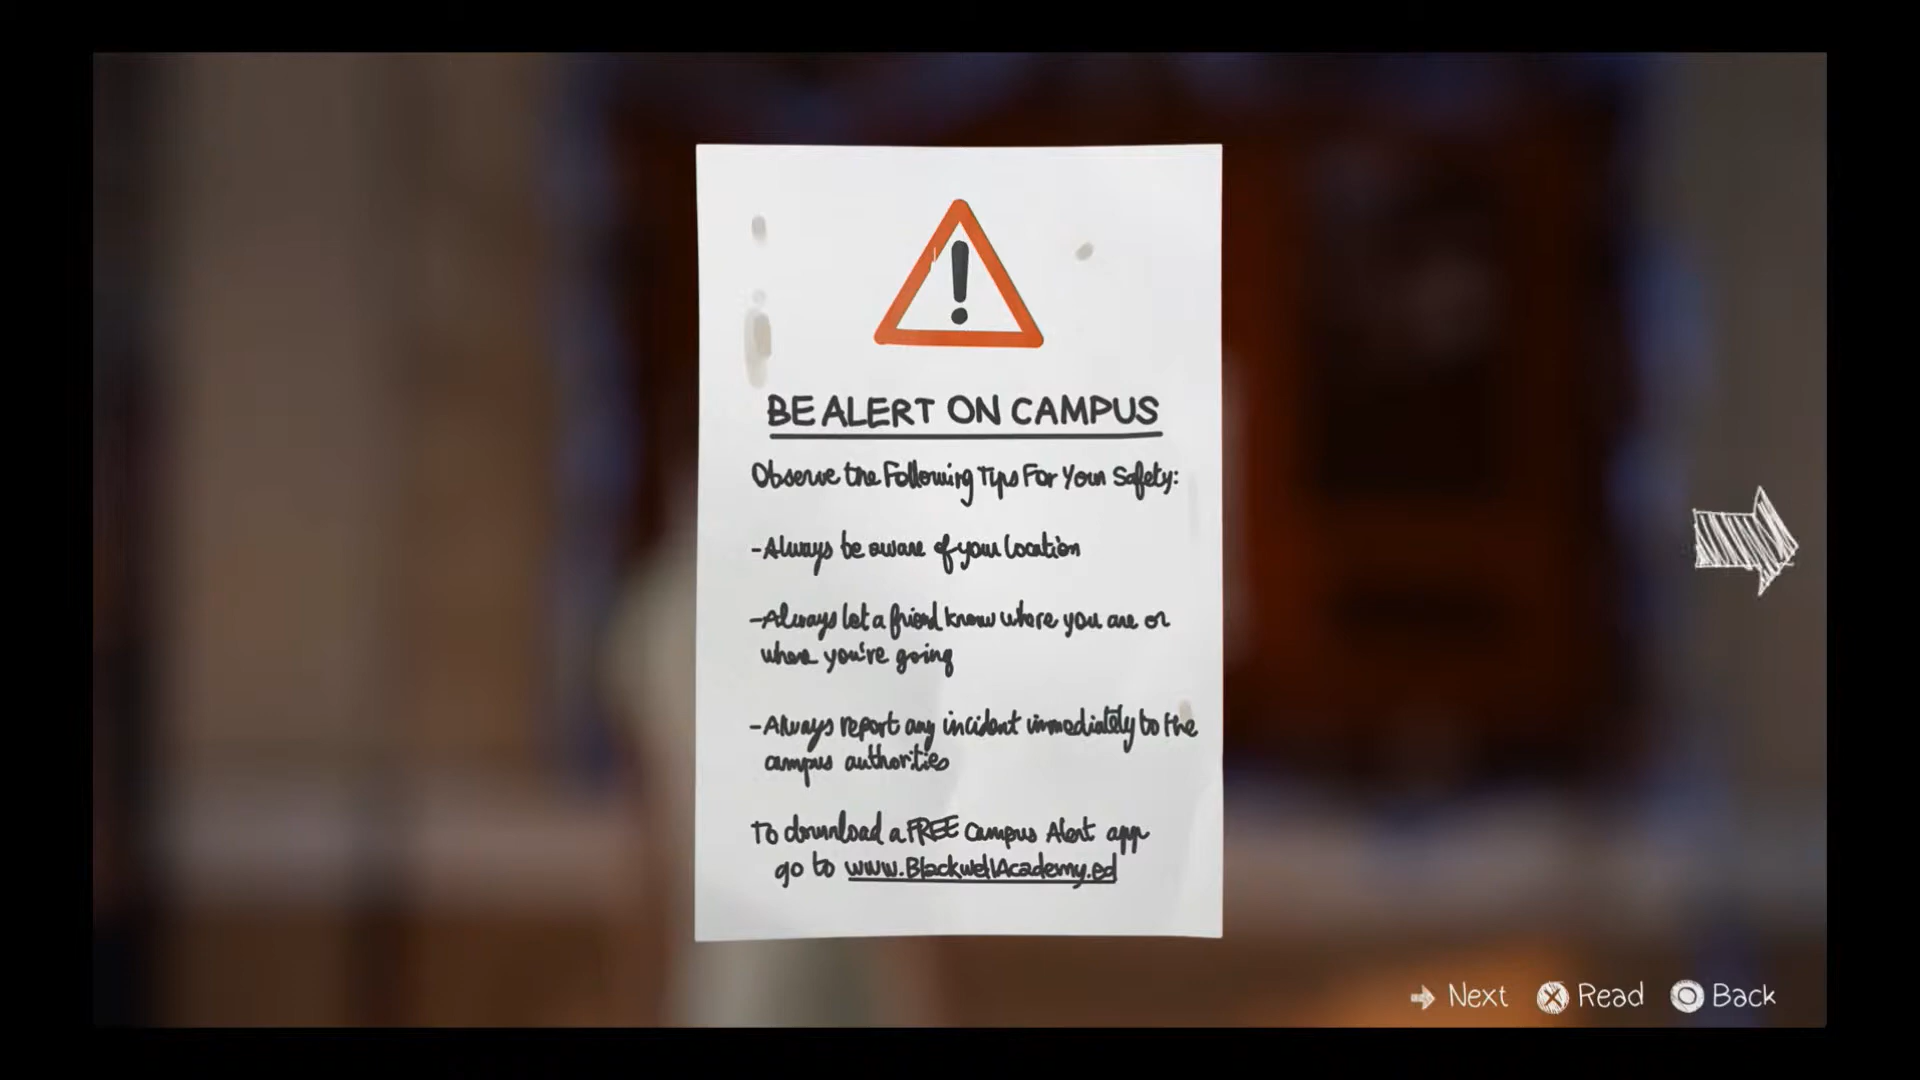 !
BE ALERT ON CAMPUS
Observe the Following Tips For Your Safety:
-Always be aware of your location
-Always let a friend know where you are or
where you're going
-Always report any incident immediately to the
campus authorities
To download a FREE Campus Alert app
go to www.BlackwellAcademy.ed
Next Read Back